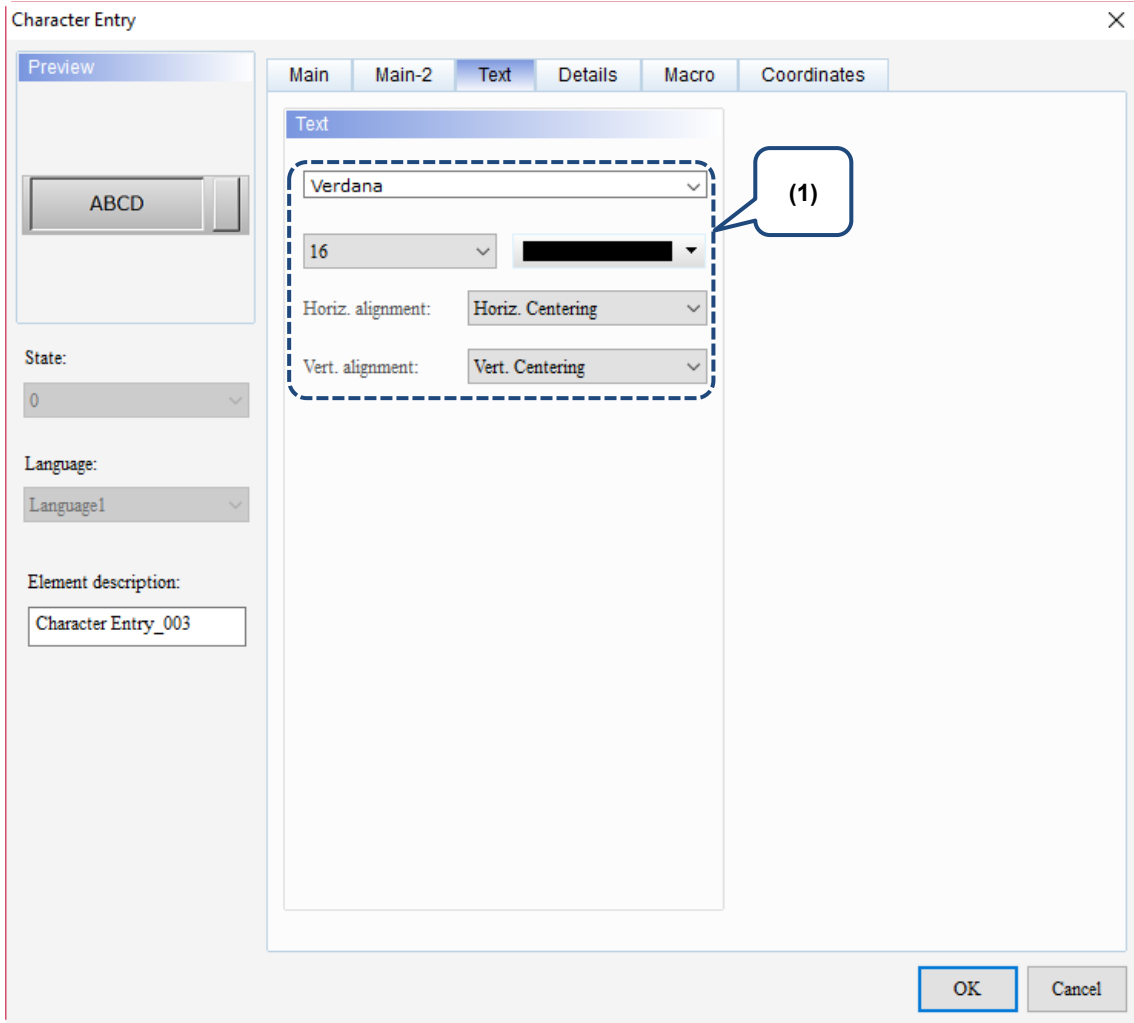 Character Entry
Preview
Main Main-2 Text Details Macro Coordinates
Text
Verdana
(1)
ABCD
16
Horiz. alignment: Horiz. Centering
State:
Vert. alignment: Vert. Centering
0
Language:
Language1
Element description:
Character Entry_003
OK Cancel